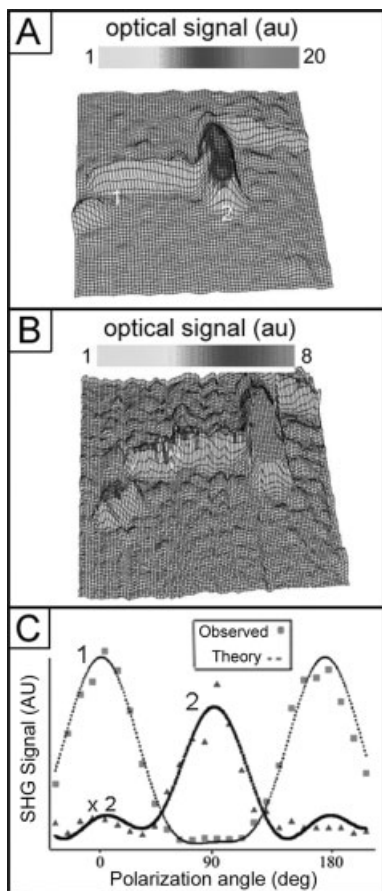 A
optical signal (au)
1 20
1
2
B
optical signal (au)
1 8
C
1
Observed
Theory
2
x 2
SHG Signal (AU)
0 90 180
Polarization angle (deg)